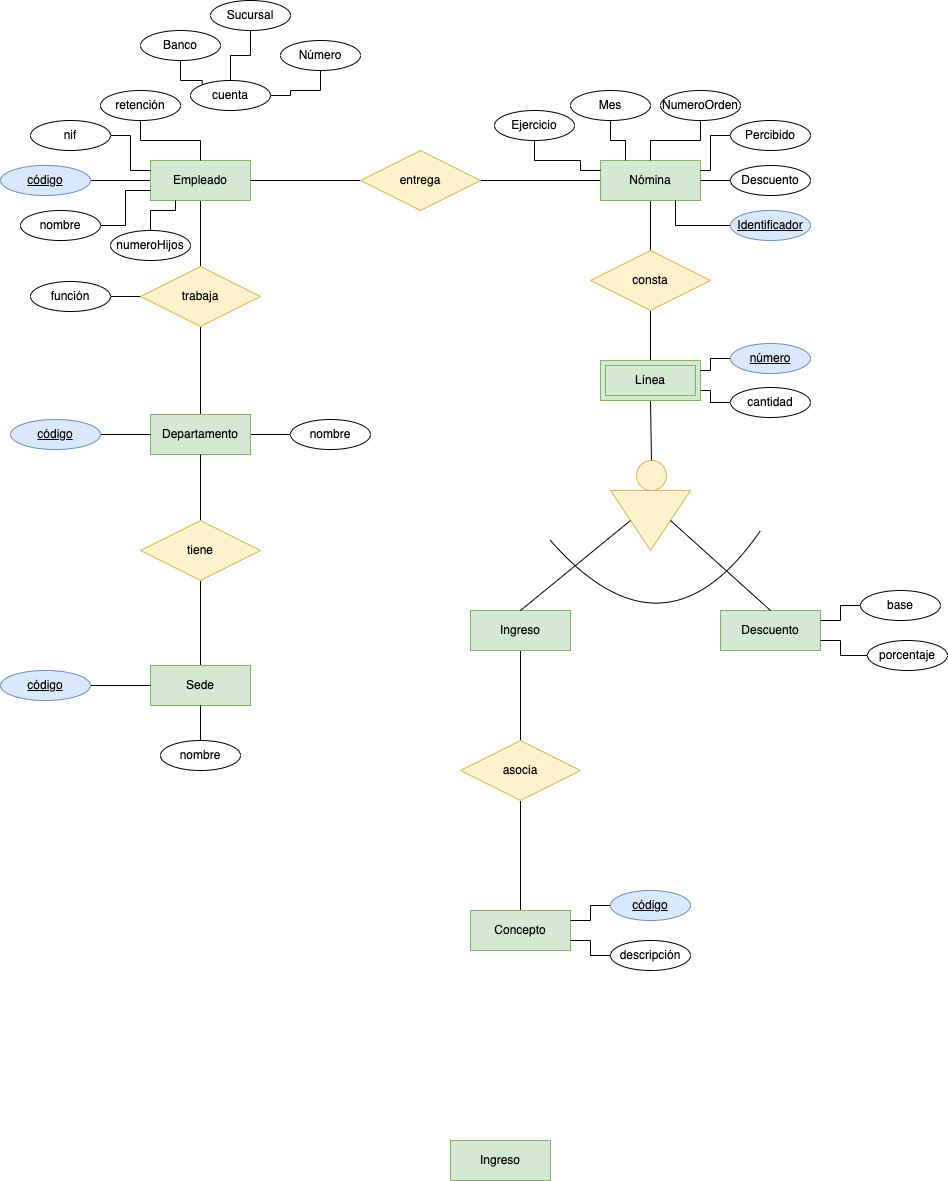 Sucursal
Banco
Número
cuenta
retención
nif
código
Empleado
nombre
numeroHijos
entrega
Ejercicio
Mes
NumeroOrden
Percibido
Nómina
Descuento
Identificador
función
trabaja
consta
número
Línea
cantidad
código
Departamento
nombre
tiene
Ingreso
Descuento
base
porcentaje
código
Sede
nombre
asocia
código
Concepto
descripción
Ingreso